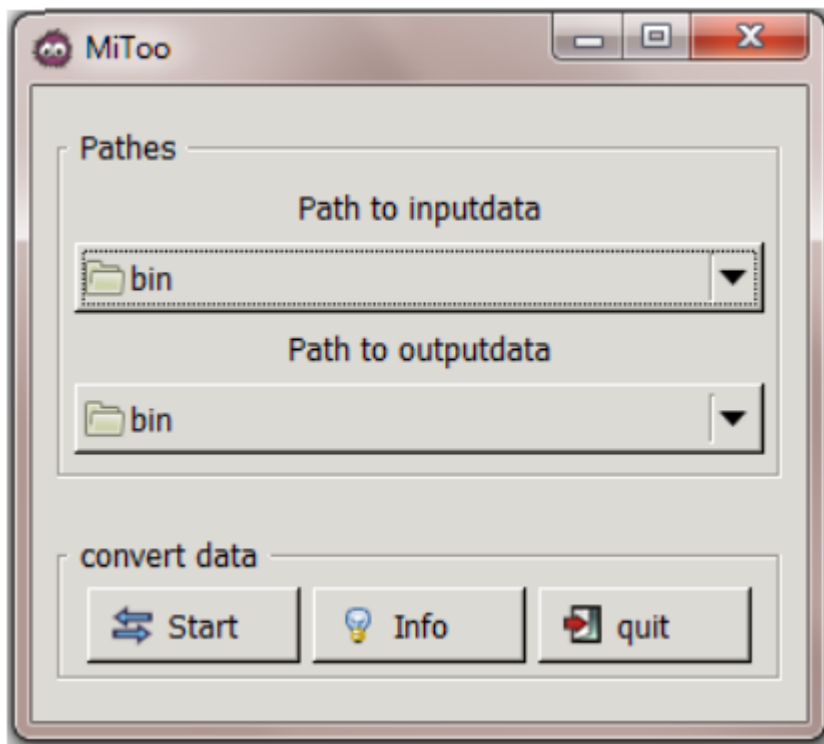 MiToo
Pathes
Path to inputdata
bin
Path to outputdata
bin
convert data
Start Info quit